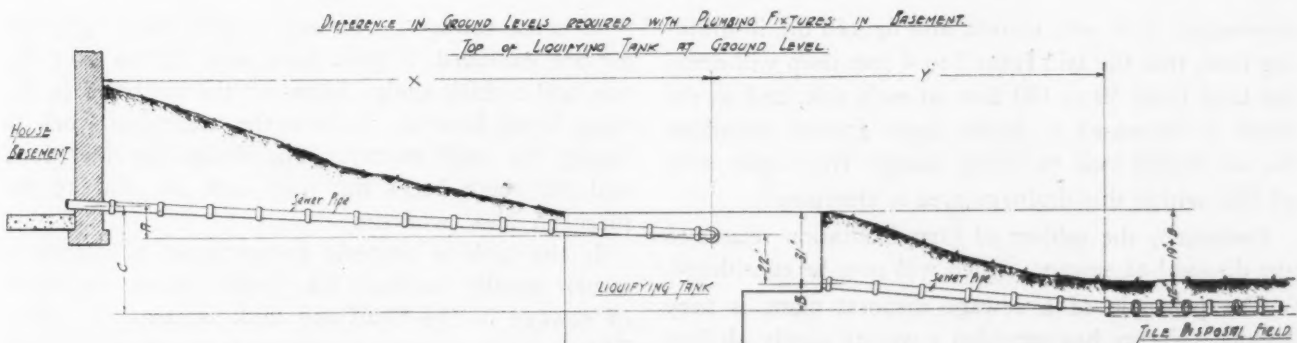 DIFFERENCE IN GROUND LEVELS REQUIRED WITH PLUMBING FIXTURES IN BASEMENT.
TOP OF LIQUIFYING TANK AT GROUND LEVEL.
X
Y
HOUSE
BASEMENT
Sewer Pipe
C
LIQUIFYING TANK
22
21
B
Sewer Pipe
TILE DISPOSAL FIELD